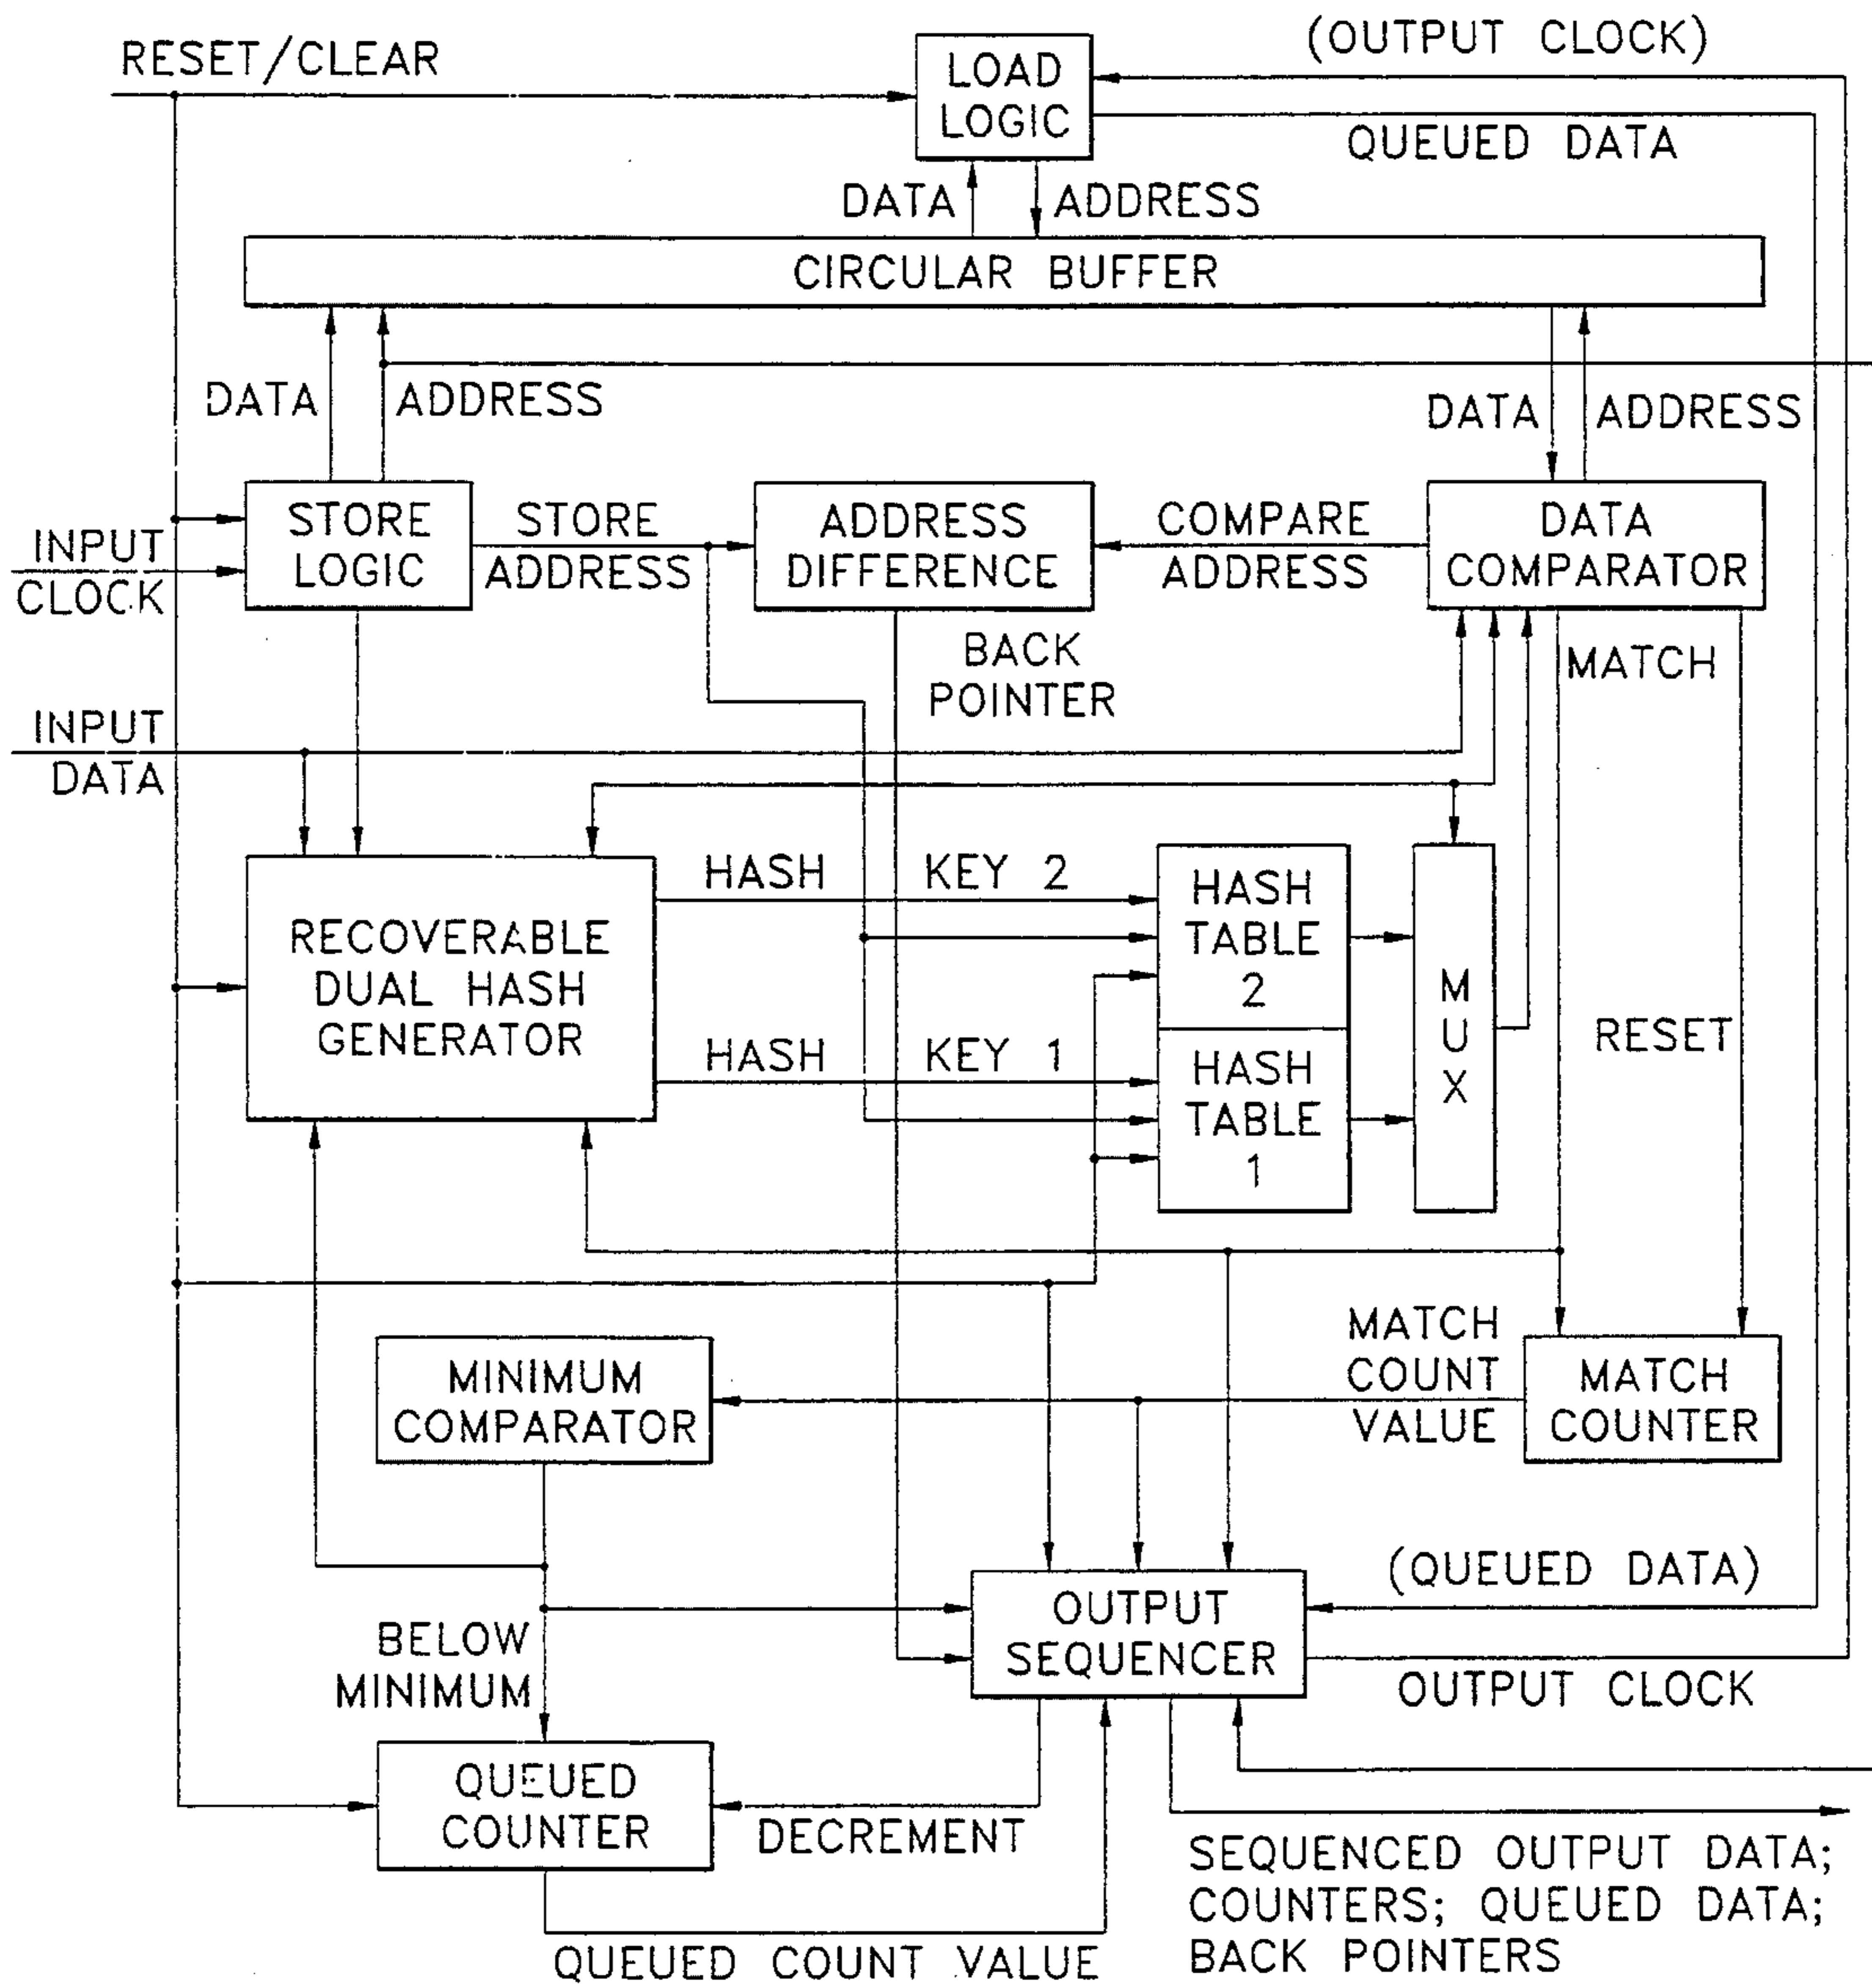 RESET/CLEAR
LOAD
LOGIC
(OUTPUT CLOCK)
QUEUED DATA
DATA
ADDRESS
CIRCULAR BUFFER
DATA
ADDRESS
DATA
ADDRESS
INPUT
CLOCK
STORE
LOGIC
STORE
ADDRESS
ADDRESS
DIFFERENCE
COMPARE
ADDRESS
DATA
COMPARATOR
BACK
POINTER
MATCH
INPUT
DATA
RECOVERABLE
DUAL HASH
GENERATOR
HASH KEY 2
HASH KEY 1
HASH
TABLE
2
HASH
TABLE
1
MUX
RESET
MINIMUM
COMPARATOR
MATCH
COUNT
VALUE
MATCH
COUNTER
BELOW
MINIMUM
OUTPUT
SEQUENCER
(QUEUED DATA)
OUTPUT CLOCK
QUEUED
COUNTER
DECREMENT
QUEUED COUNT VALUE
SEQUENCED OUTPUT DATA;
COUNTERS; QUEUED DATA;
BACK POINTERS